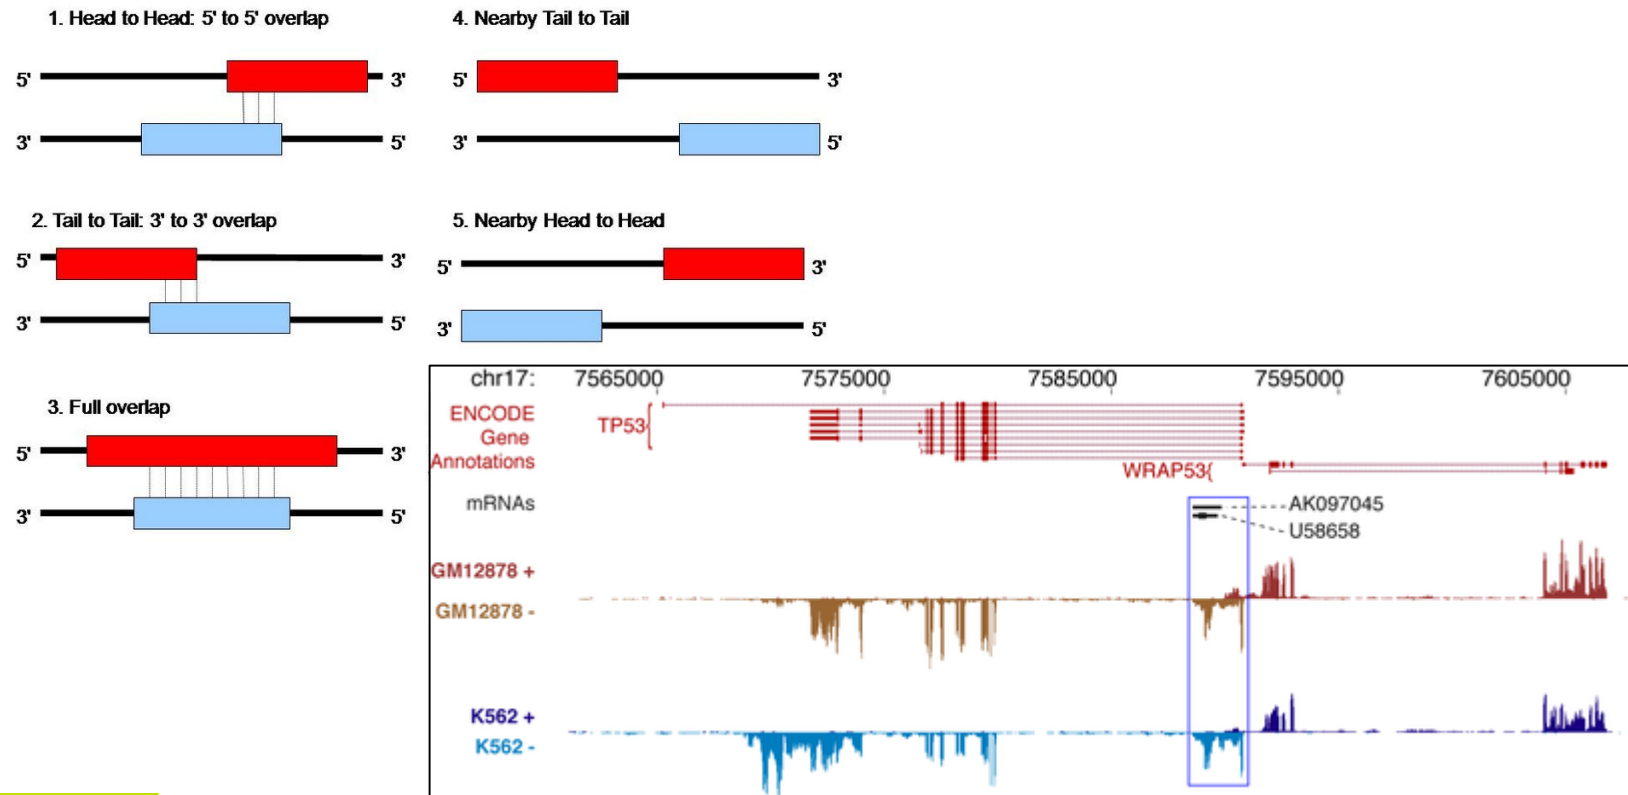 1. Head to Head: 5' to 5' overlap
5' 3'
3' 5'
2. Tail to Tail: 3' to 3' overlap
5' 3'
3' 5'
3. Full overlap
5' 3'
3' 5'
4. Nearby Tail to Tail
5' 3'
3' 5'
5. Nearby Head to Head
5' 3'
3' 5'
chr17: 7565000 7575000 7585000 7595000 7605000
ENCODE
Gene
Annotations
TP53
WRAP53
mRNAs
AK097045
U58658
GM12878 +
GM12878 -
K562 +
K562 -